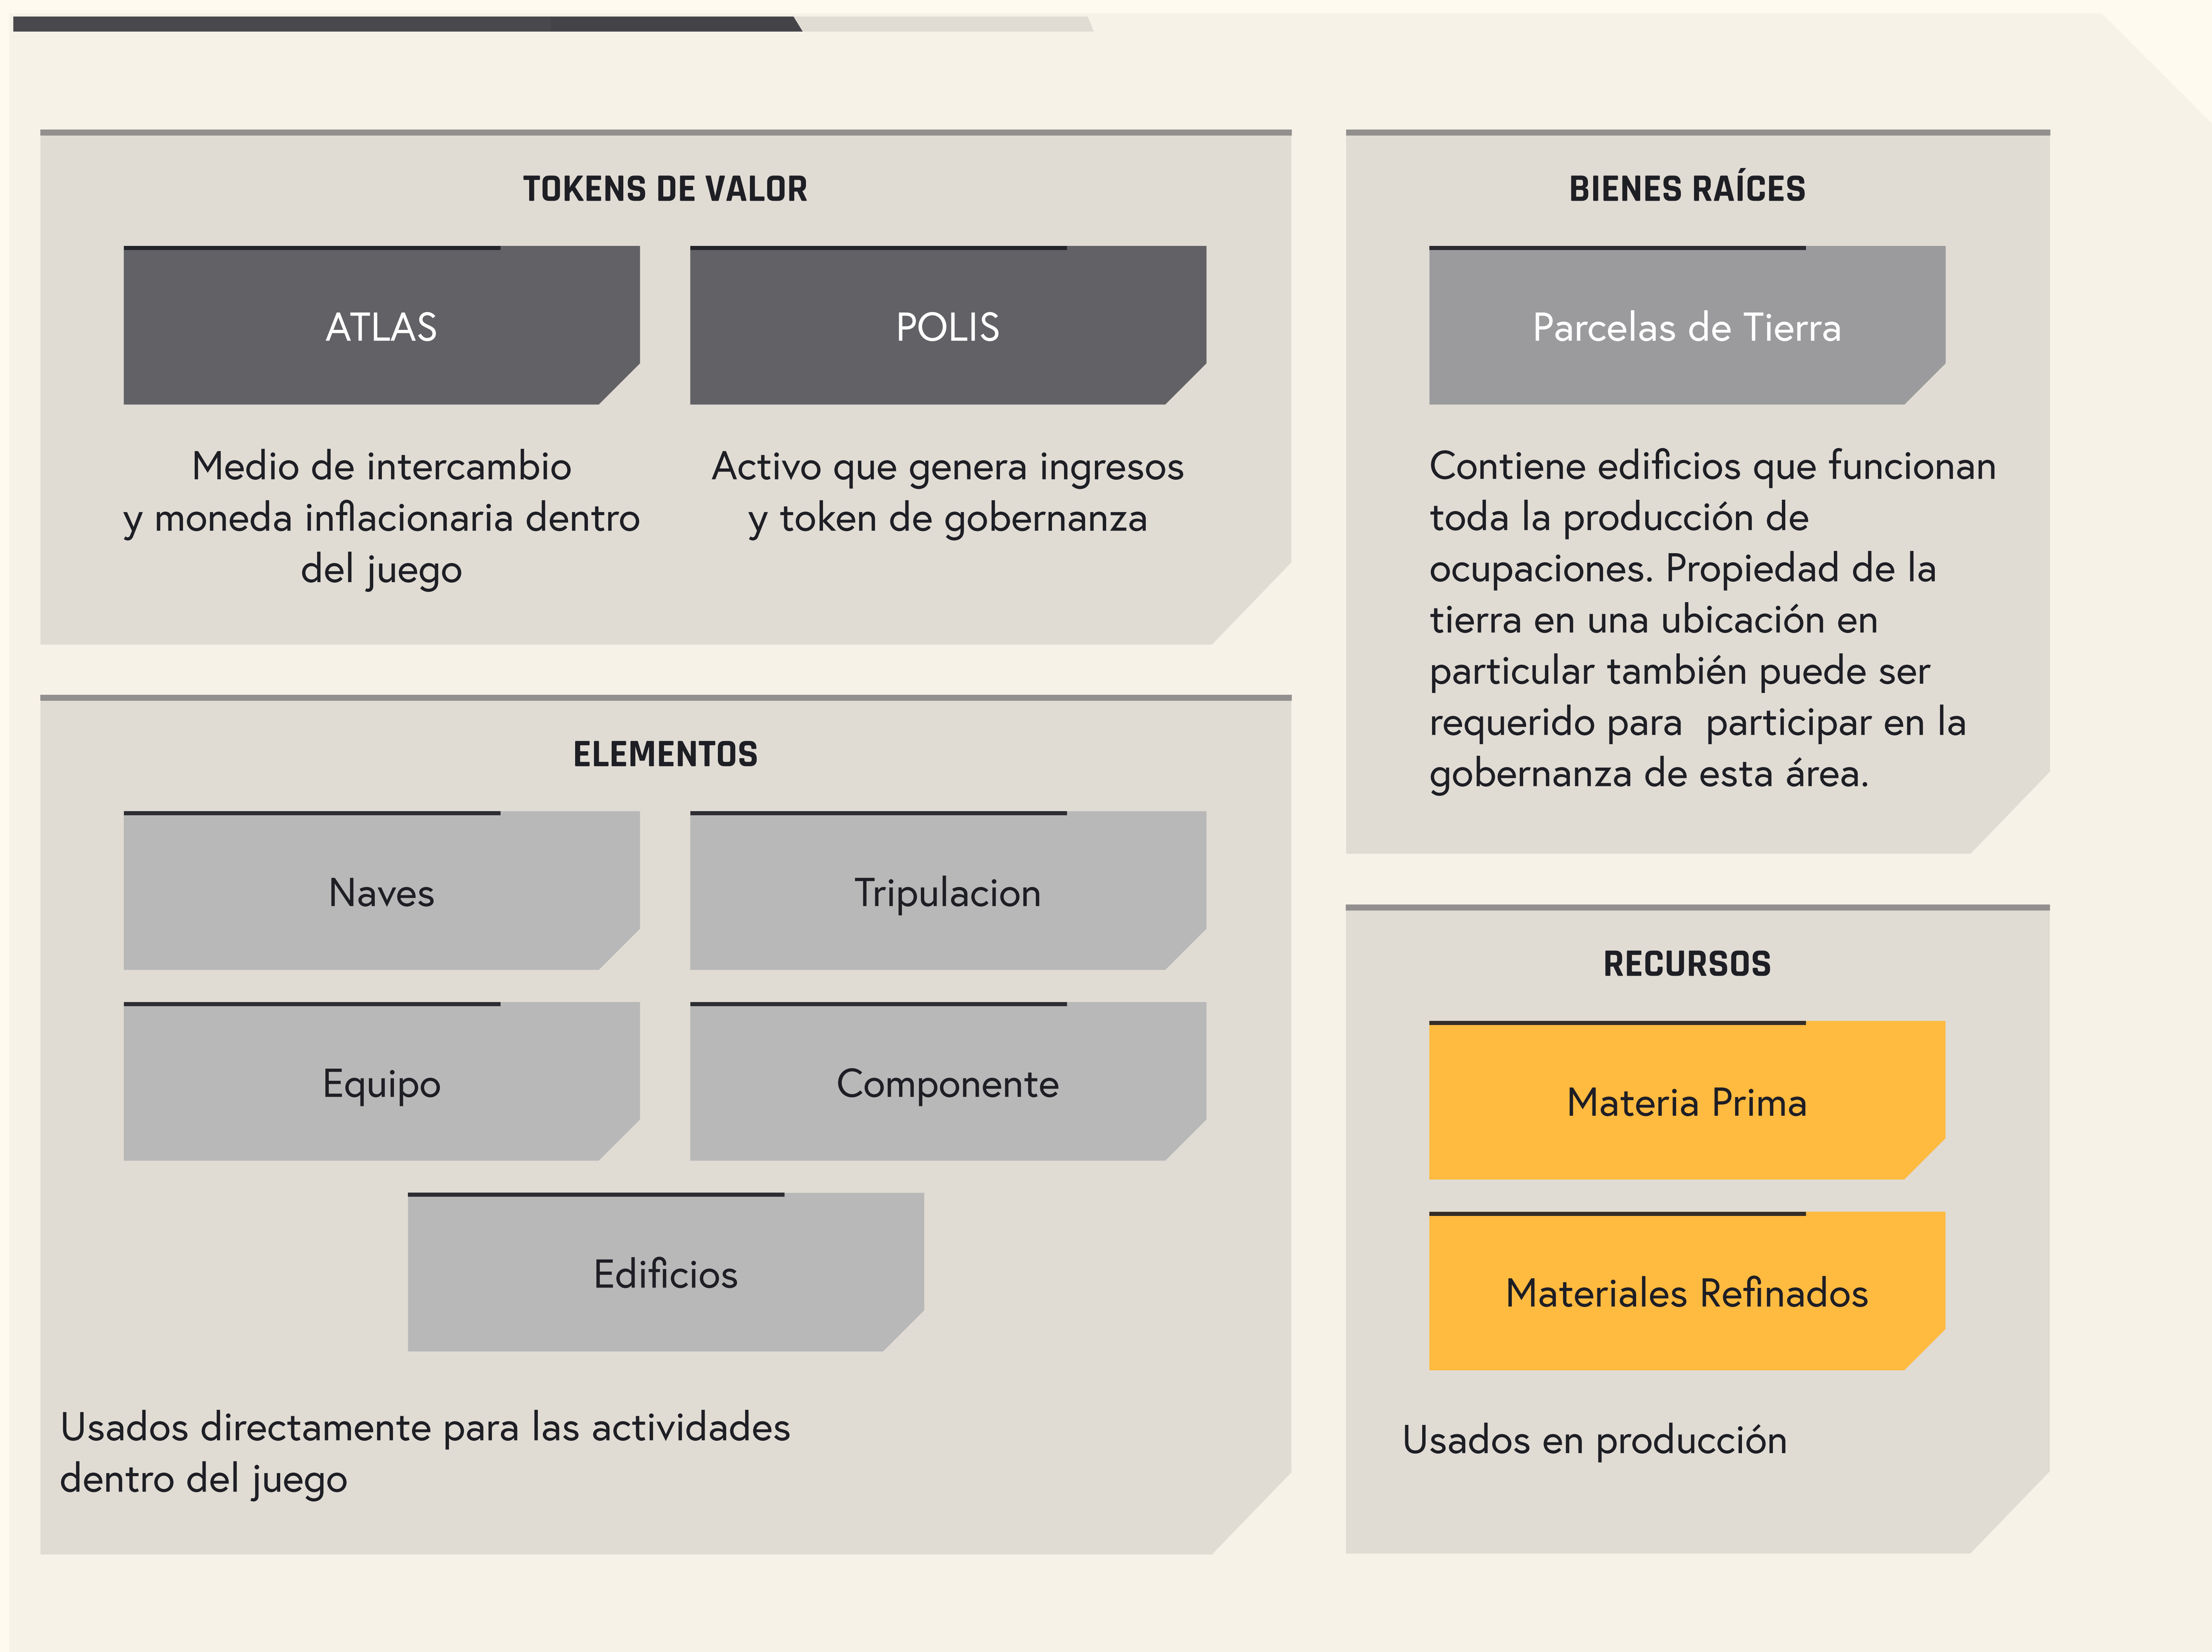 TOKENS DE VALOR
ATLAS
Medio de intercambio
y moneda inflacionaria dentro
del juego
POLIS
Activo que genera ingresos
y token de gobernanza
BIENES RAÍCES
Parcelas de Tierra
Contiene edificios que funcionan
toda la producción de
ocupaciones. Propiedad de la
tierra en una ubicación en
particular también puede ser
requerido para  participar en la
gobernanza de esta área.
ELEMENTOS
Naves
Tripulacion
Equipo
Componente
Edificios
Usados directamente para las actividades
dentro del juego
RECURSOS
Materia Prima
Materiales Refinados
Usados en producción